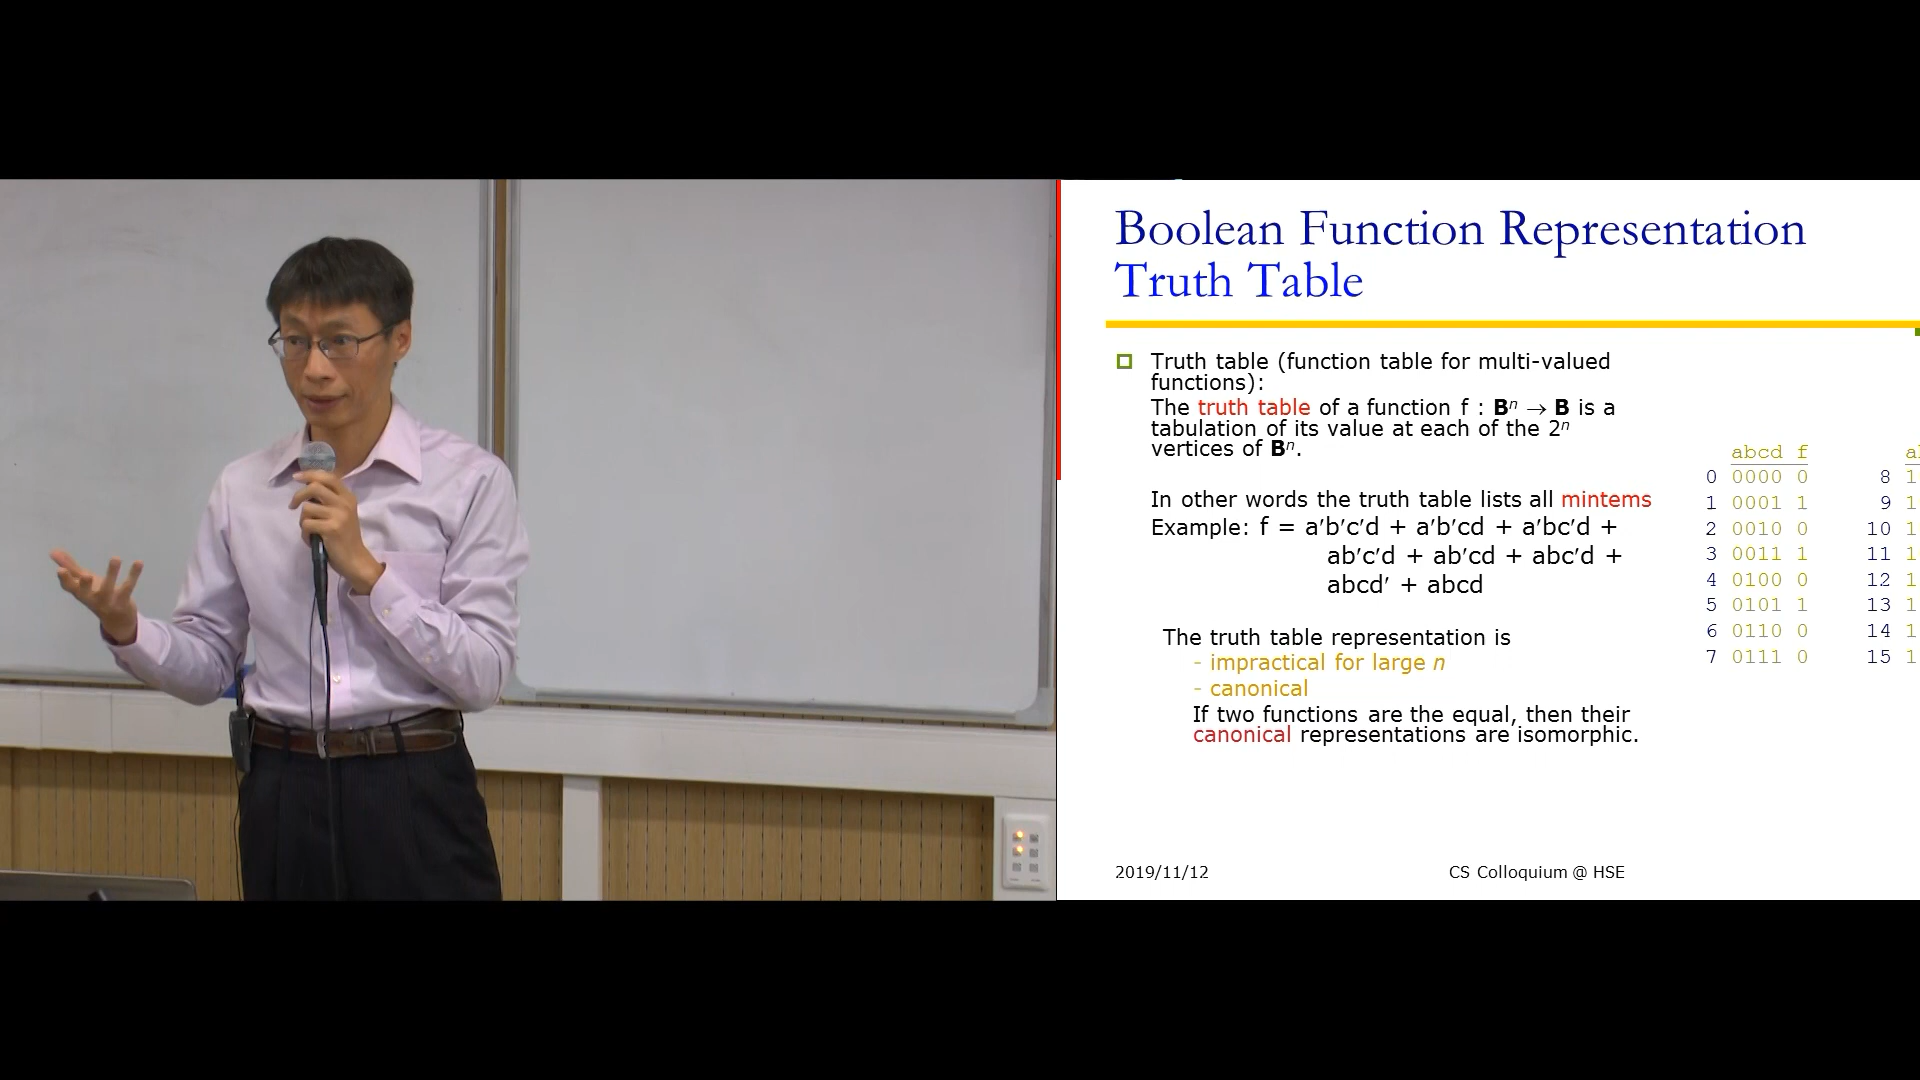 Boolean Function Representation
Truth Table
Truth table (function table for multi-valued
functions):
The truth table of a function f : Bⁿ → B is a
tabulation of its value at each of the 2ⁿ
vertices of Bⁿ.
In other words the truth table lists all mintems
Example: f = a′b′c′d + a′b′cd + a′bc′d +
ab′c′d + ab′cd + abc′d +
abcd′ + abcd
The truth table representation is
- impractical for large n
- canonical
If two functions are the equal, then their
canonical representations are isomorphic.
abcd f
0 0000 0
1 0001 1
2 0010 0
3 0011 1
4 0100 0
5 0101 1
6 0110 0
7 0111 0
a
8 1
9 1
10 1
11 1
12 1
13 1
14 1
15 1
2019/11/12
CS Colloquium @ HSE